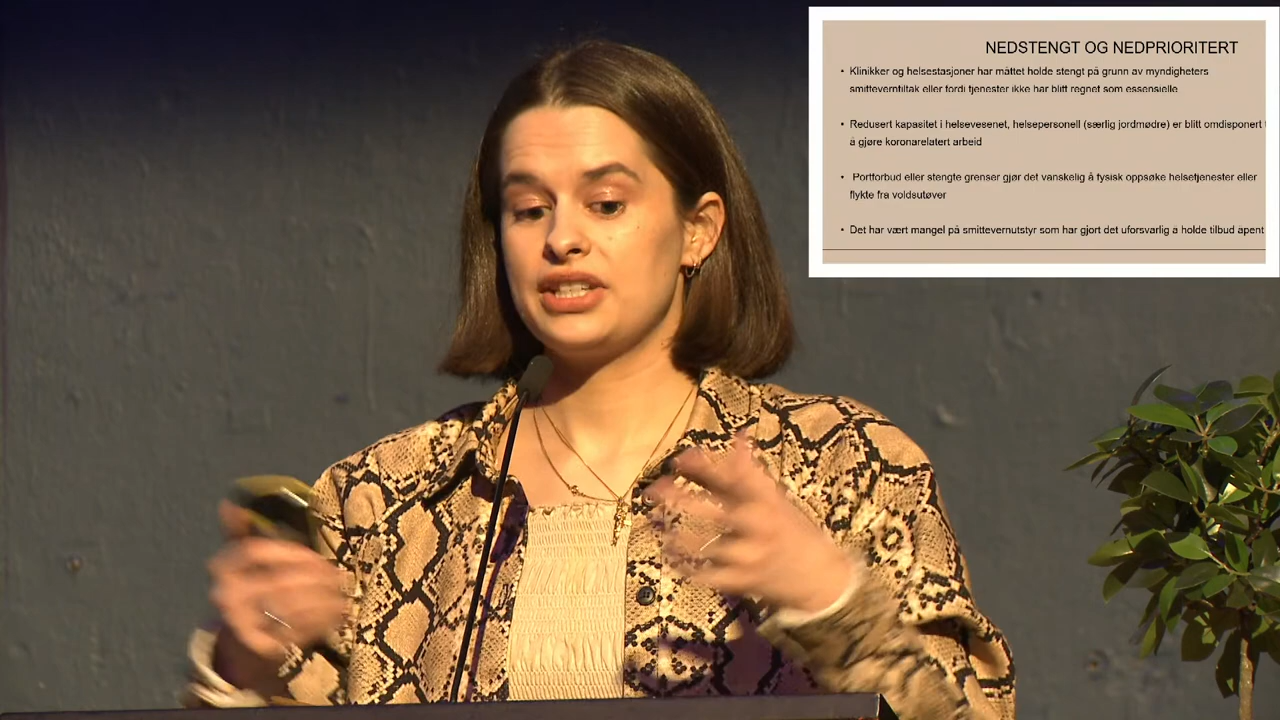 NEDSTENGT OG NEDPRIORITERT
• Klinikker og helsestasjoner har måttet holde stengt på grunn av myndigheters
smitteverntiltak eller fordi tjenester ikke har blitt regnet som essensielle
• Redusert kapasitet i helsevesenet, helsepersonell (særlig jordmødre) er blitt omdisponert
å gjøre koronarelatert arbeid
• Portforbud eller stengte grenser gjør det vanskelig å fysisk oppsøke helsetjenester eller
flykte fra voldsutøver
• Det har vært mangel på smittevernutstyr som har gjort det uforsvarlig å holde tilbud åpent